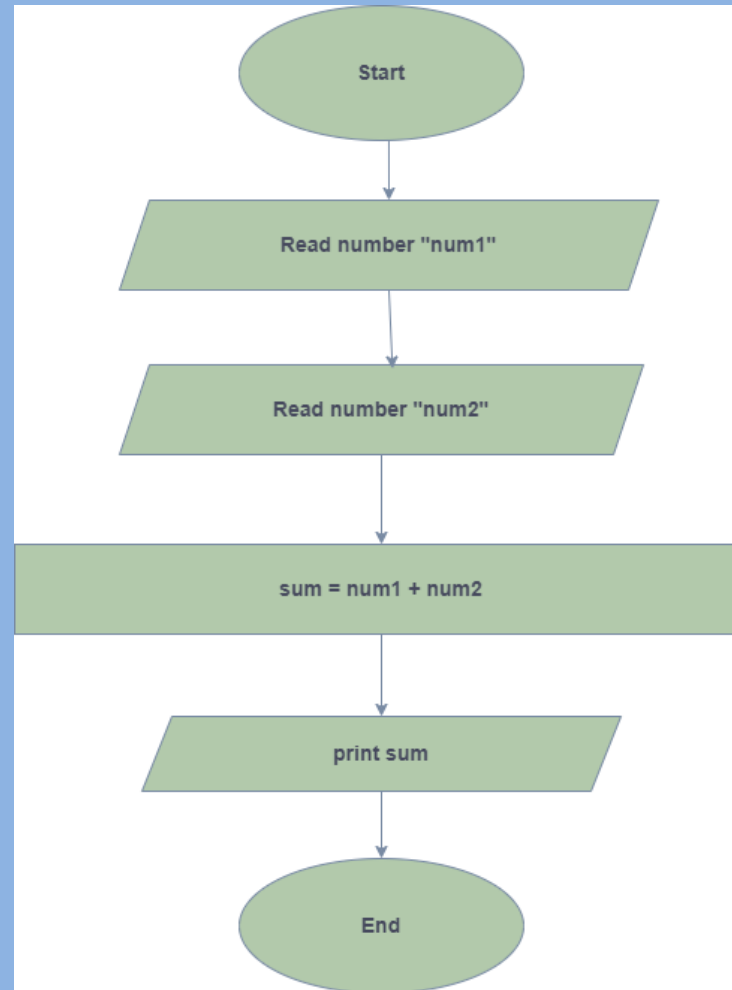 Start
Read number "num1"
Read number "num2"
sum = num1 + num2
print sum
End